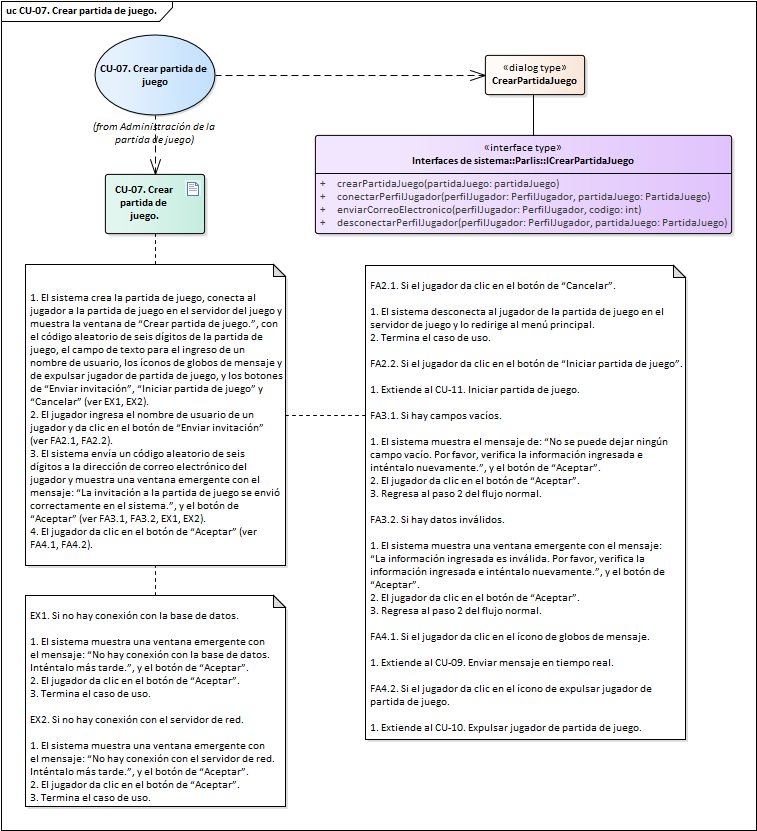 uc CU-07. Crear partida de juego.
CU-07. Crear partida de
juego
«dialog type»
CrearPartidaJuego
(from Administración de la
partida de juego)
«interface type»
Interfaces de sistema::Parlis::ICrearPartidaJuego
+ crearPartidaJuego(partidaJuego: partidaJuego)
+ conectarPerfilJugador(perfilJugador: PerfilJugador, partidaJuego: PartidaJuego)
+ enviarCorreoElectronico(perfilJugador: PerfilJugador, codigo: int)
+ desconectarPerfilJugador(perfilJugador: PerfilJugador, partidaJuego: PartidaJuego)
CU-07. Crear
partida de
juego.
1. El sistema crea la partida de juego, conecta al
jugador a la partida de juego en el servidor del juego y
muestra la ventana de “Crear partida de juego.”, con
el código aleatorio de seis dígitos de la partida de
juego, el campo de texto para el ingreso de un
nombre de usuario, los íconos de globos de mensaje y
de expulsar jugador de partida de juego, y los botones
de “Enviar invitación”, “Iniciar partida de juego” y
“Cancelar” (ver EX1, EX2).
2. El jugador ingresa el nombre de usuario de un
jugador y da clic en el botón de “Enviar invitación”
(ver FA2.1, FA2.2).
3. El sistema envía un código aleatorio de seis
dígitos a la dirección de correo electrónico del
jugador y muestra una ventana emergente con el
mensaje: “La invitación a la partida de juego se envió
correctamente en el sistema.”, y el botón de
“Aceptar” (ver FA3.1, FA3.2, EX1, EX2).
4. El jugador da clic en el botón de “Aceptar” (ver
FA4.1, FA4.2).
EX1. Si no hay conexión con la base de datos.
1. El sistema muestra una ventana emergente con
el mensaje: “No hay conexión con la base de datos.
Inténtalo más tarde.”, y el botón de “Aceptar”.
2. El jugador da clic en el botón de “Aceptar”.
3. Termina el caso de uso.
EX2. Si no hay conexión con el servidor de red.
1. El sistema muestra una ventana emergente con
el mensaje: “No hay conexión con el servidor de red.
Inténtalo más tarde.”, y el botón de “Aceptar”.
2. El jugador da clic en el botón de “Aceptar”.
3. Termina el caso de uso.
FA2.1. Si el jugador da clic en el botón de “Cancelar”.
1. El sistema desconecta al jugador de la partida de juego en el
servidor de juego y lo redirige al menú principal.
2. Termina el caso de uso.
FA2.2. Si el jugador da clic en el botón de “Iniciar partida de juego”.
1. Extiende al CU-11. Iniciar partida de juego.
FA3.1. Si hay campos vacíos.
1. El sistema muestra el mensaje de: “No se puede dejar ningún
campo vacío. Por favor, verifica la información ingresada e
inténtalo nuevamente.”, y el botón de “Aceptar”.
2. El jugador da clic en el botón de “Aceptar”.
3. Regresa al paso 2 del flujo normal.
FA3.2. Si hay datos inválidos.
1. El sistema muestra una ventana emergente con el mensaje:
“La información ingresada es inválida. Por favor, verifica la
información ingresada e inténtalo nuevamente.”, y el botón de
“Aceptar”.
2. El jugador da clic en el botón de “Aceptar”.
3. Regresa al paso 2 del flujo normal.
FA4.1. Si el jugador da clic en el ícono de globos de mensaje.
1. Extiende al CU-09. Enviar mensaje en tiempo real.
FA4.2. Si el jugador da clic en el ícono de expulsar jugador de
partida de juego.
1. Extiende al CU-10. Expulsar jugador de partida de juego.